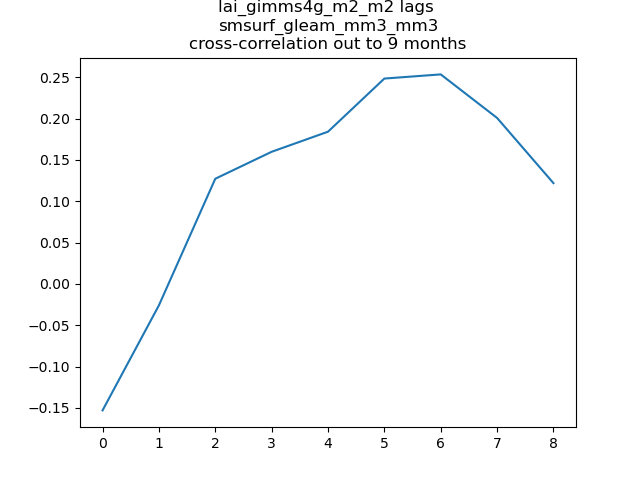 lai_gimms4g_m2_m2 lags
smsurf_gleam_mm3_mm3
cross-correlation out to 9 months
0.25
0.20
0.15
0.10
0.05
0.00
−0.05
−0.10
−0.15
0 1 2 3 4 5 6 7 8